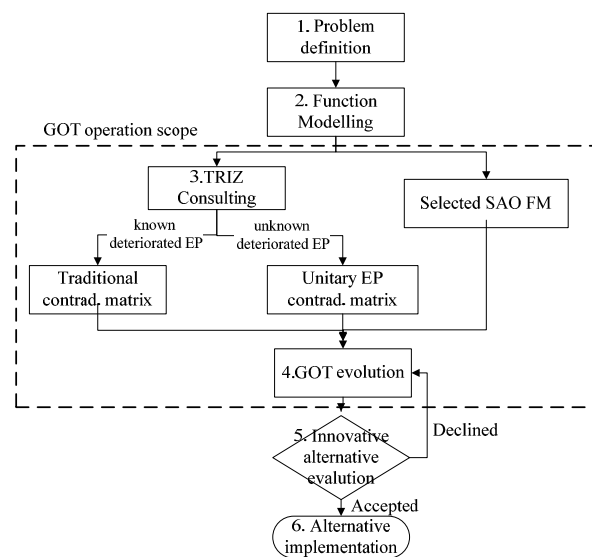 1. Problem
definition
2. Function
Modelling
GOT operation scope
3.TRIZ
Consulting
Selected SAO FM
known
deteriorated EP
unknown
deteriorated EP
Traditional
contrad. matrix
Unitary EP
contrad. matrix
4.GOT evolution
Declined
5. Innovative
alternative
evalution
Accepted
6. Alternative
implementation